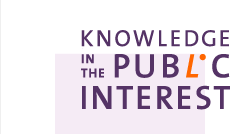 KNOWLEDGE
IN THE PUBLIC
INTEREST